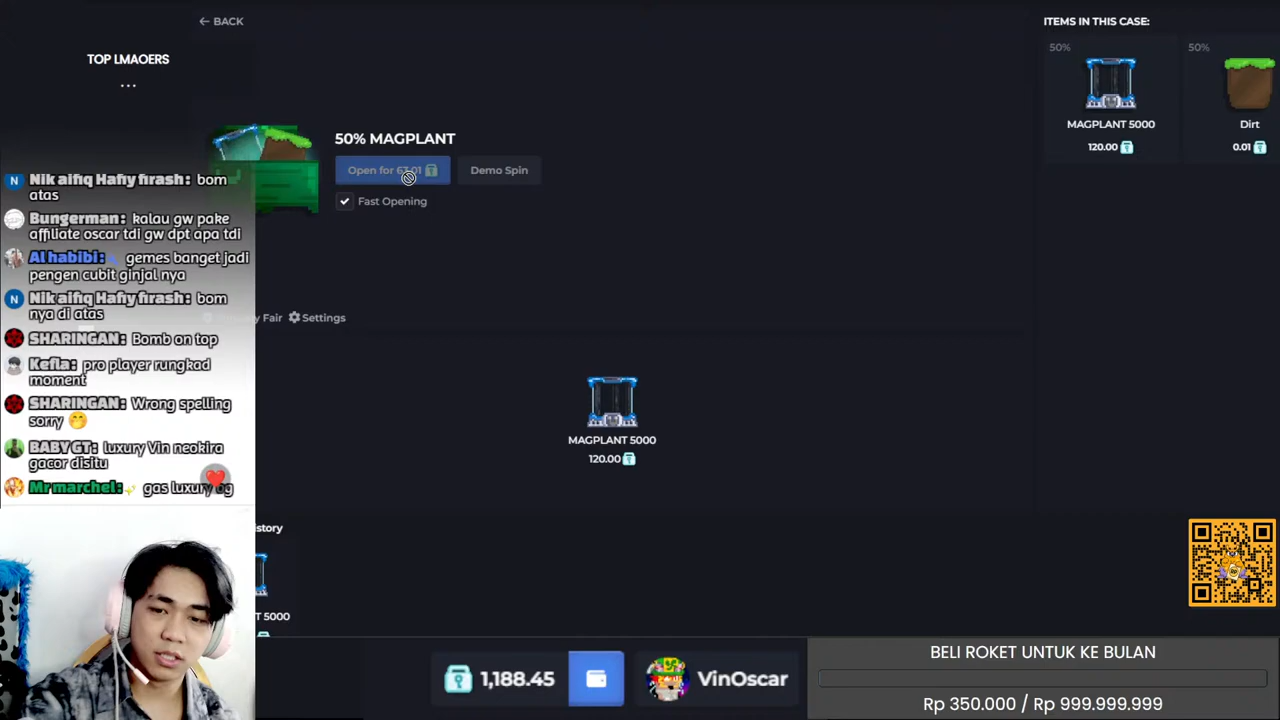 ← BACK
ITEMS IN THIS CASE:
TOP LMAOERS
...
50%
50%
MAGPLANT 5000
Dirt
120.00
0.01
50% MAGPLANT
Open for
Demo Spin
Fast Opening
Nik aifiq Hafiy firash: bom
atas
Bungerman: kalau gw pake
affiliate oscar tdi gw dpt apa tdi
Al habibi: gemes banget jadi
pengen cubit ginjal nya
Nik aifiq Hafiy firash: bom
nya di atas
SHARINGAN: Bomb on top
Kefla: pro player rungkad
moment
SHARINGAN: Wrong spelling
sorry 🤭
BABY GT: luxury Vin neokira
gacor disitu
Mr marchel: gas luxury
Fair
Settings
MAGPLANT 5000
120.00
istory
T 5000
1,188.45
VinOscar
BELI ROKET UNTUK KE BULAN
Rp 350.000 / Rp 999.999.999